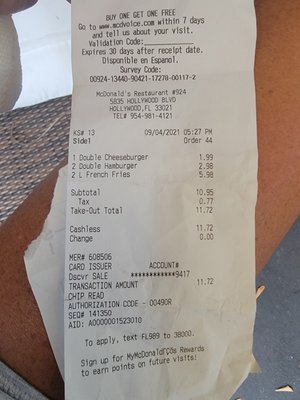 BUY ONE GET ONE FREE
Go to www.mcdvoice.com within 7 days
and tell us about your visit.
Validation Code:____________
Expires 30 days after receipt date.
Disponible en Espanol.
Survey Code:
00924-13440-90421-17278-00117-2
McDonald's Restaurant #924
5835 HOLLYWOOD BLVD
HOLLYWOOD,FL 33021
TEL# 954-981-4121
KS# 13 09/04/2021 05:27 PM
Side1 Order 44
1 Double Cheeseburger 1.99
2 Double Hamburger 2.98
2 L French Fries 5.98
Subtotal 10.95
Tax 0.77
Take-Out Total 11.72
Cashless 11.72
Change 0.00
MER# 608506
CARD ISSUER ACCOUNT#
Dscvr SALE ************9417
TRANSACTION AMOUNT 11.72
CHIP READ
AUTHORIZATION CODE - 00490R
SEQ# 141350
AID: A0000001523010
To apply, text FL989 to 38000.
Sign up for MyMcDonaldΓÇÖs Rewards
to earn points on future visits!